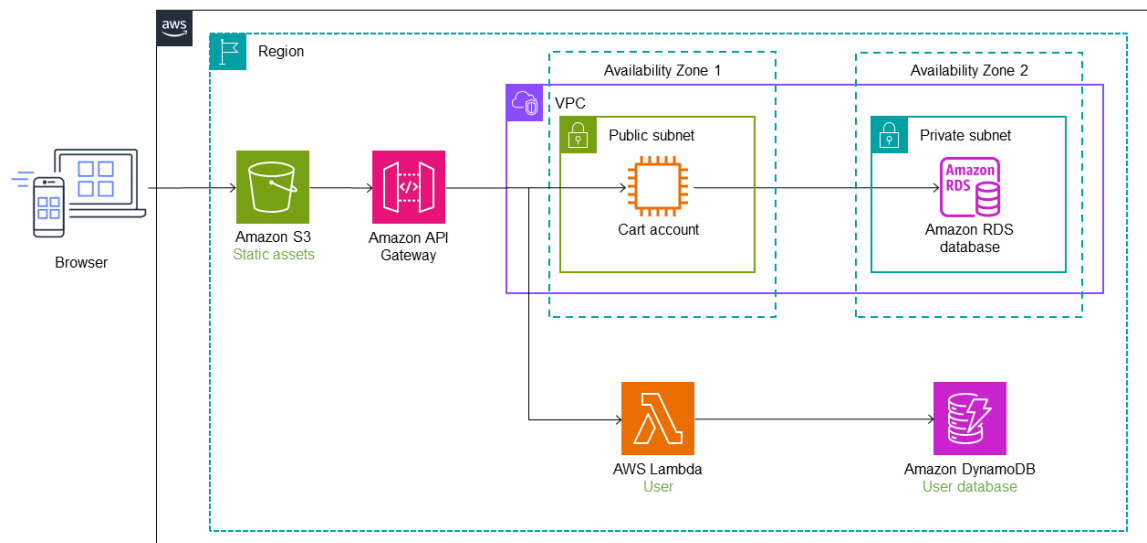 aws
Region
Availability Zone 1
Availability Zone 2
VPC
Public subnet
Private subnet
Amazon
RDS
Cart account
Amazon RDS
database
Browser
Amazon S3
Static assets
Amazon API
Gateway
AWS Lambda
User
Amazon DynamoDB
User database